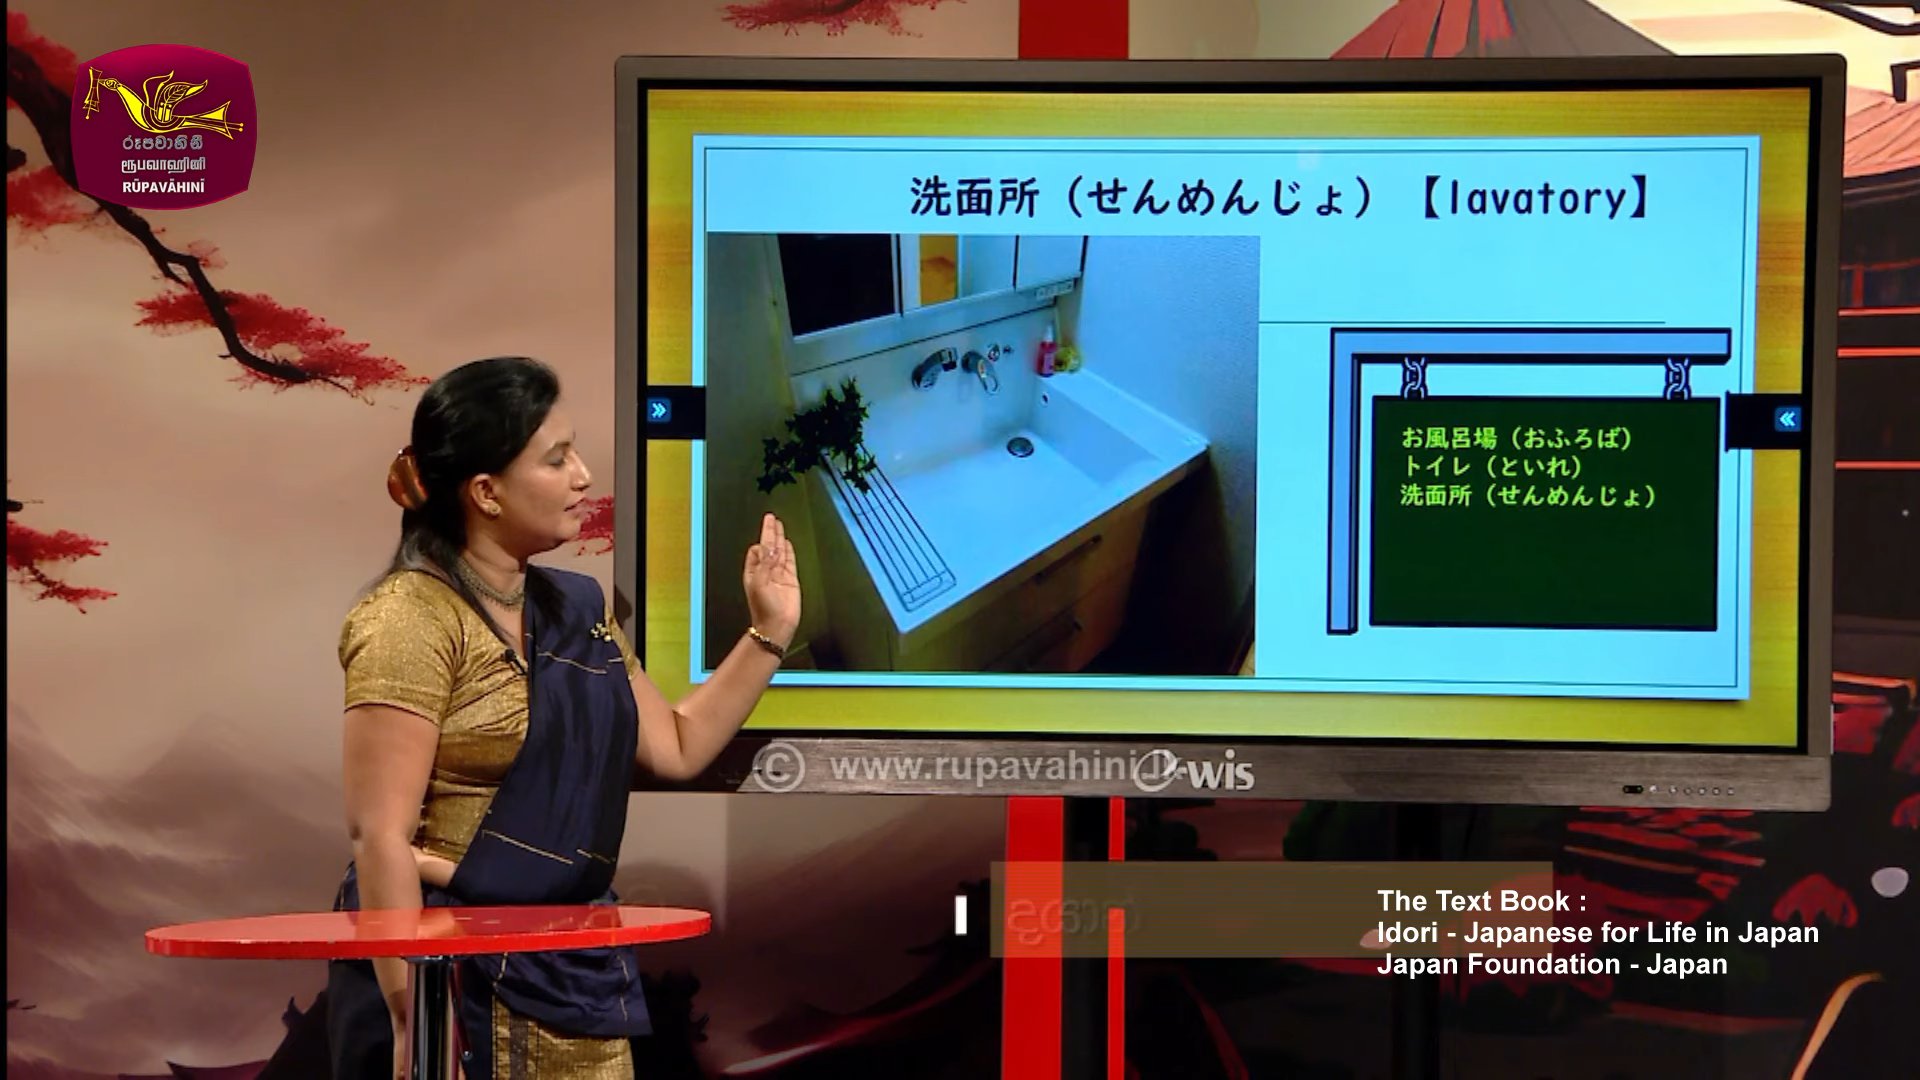 රූපවාහිනී
ரூபவாஹினி
RŪPAVĀHINĪ
洗面所（せんめんじょ）【lavatory】
お風呂場（おふろば）
トイレ（といれ）
洗面所（せんめんじょ）
© www.rupavahini.lk
wis
The Text Book :
Idori - Japanese for Life in Japan
Japan Foundation - Japan